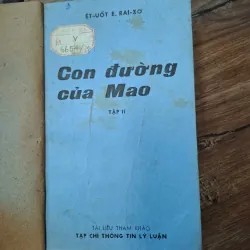 ET-UỐT E. RAI-XƠ
V
Con đường
của Mao
TẬP II
TÀI LIỆU THAM KHẢO
TẠP CHÍ THÔNG TIN LÝ LUẬN